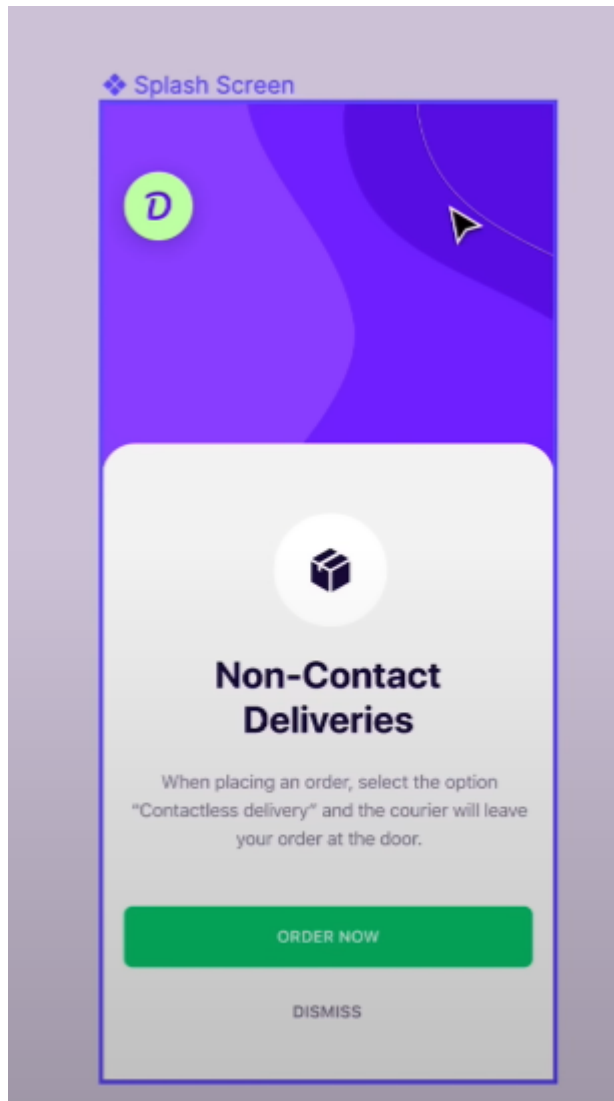 Splash Screen
D
Non-Contact
Deliveries
When placing an order, select the option
“Contactless delivery” and the courier will leave
your order at the door.
ORDER NOW
DISMISS